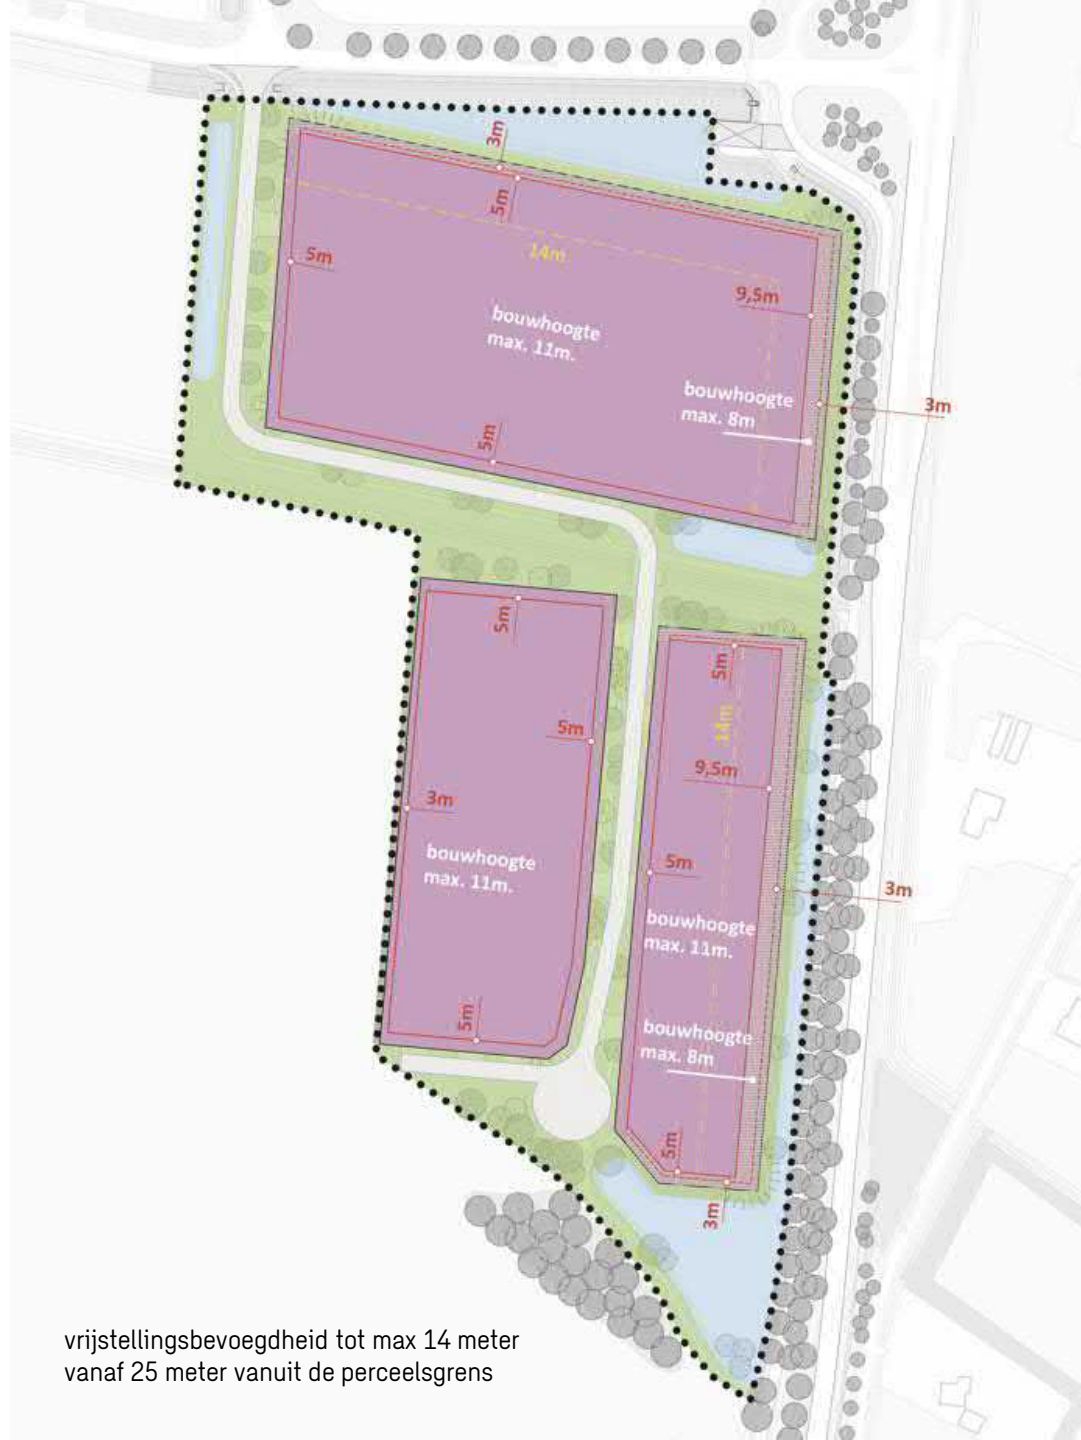 3m
5m
14m
5m
9,5m
bouwhoogte
max. 11m.
bouwhoogte
max. 8m
3m
5m
5m
5m
14m
5m
9,5m
3m
bouwhoogte
max. 11m.
5m
3m
bouwhoogte
max. 11m.
5m
bouwhoogte
max. 8m
5m
3m
vrijstellingsbevoegdheid tot max 14 meter
vanaf 25 meter vanuit de perceelsgrens